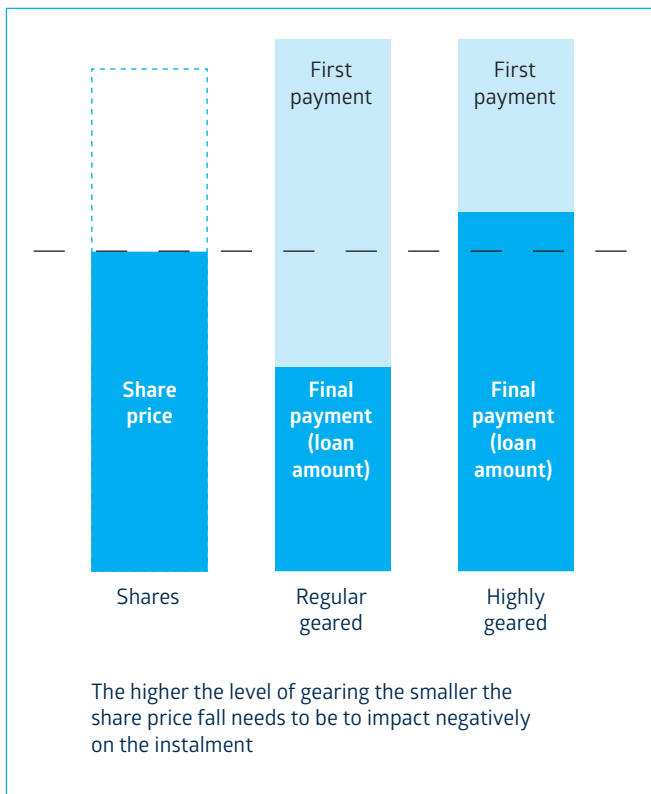 First
payment
First
payment
Share
price
Final
payment
(loan
amount)
Final
payment
(loan
amount)
Shares
Regular
geared
Highly
geared
The higher the level of gearing the smaller the
share price fall needs to be to impact negatively
on the instalment